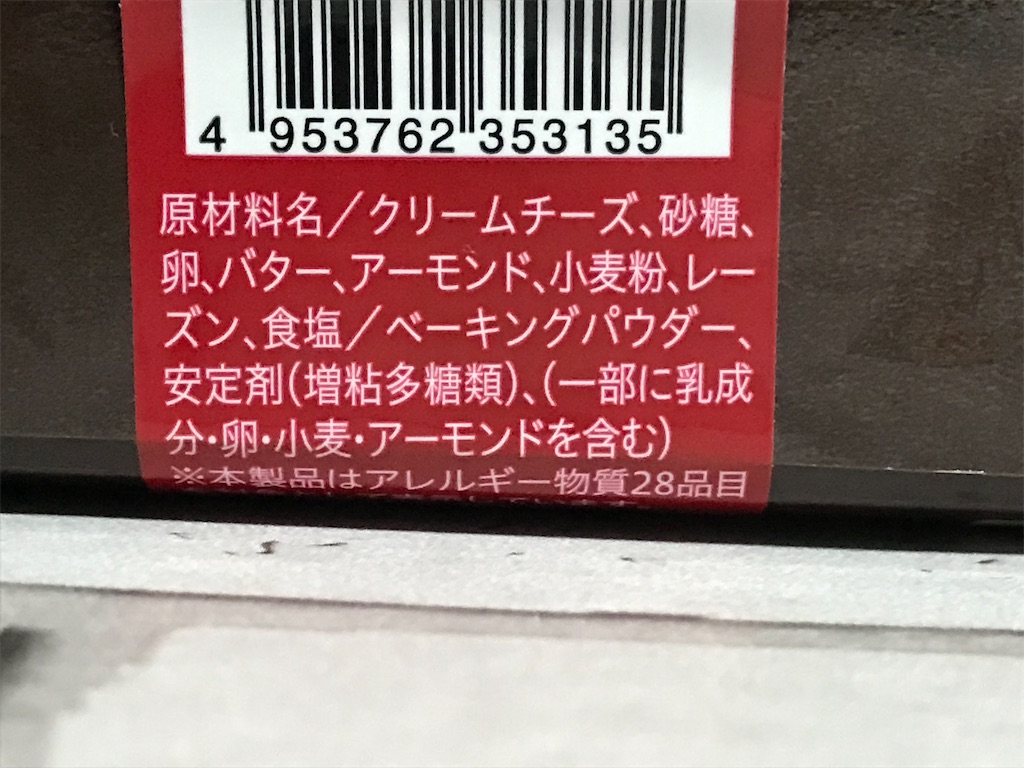 4 953762 353135
原材料名／クリームチーズ、砂糖、
卵、バター、アーモンド、小麦粉、レー
ズン、食塩／ベーキングパウダー、
安定剤(増粘多糖類)、(一部に乳成
分・卵・小麦・アーモンドを含む)
※本製品はアレルギー物質28品目